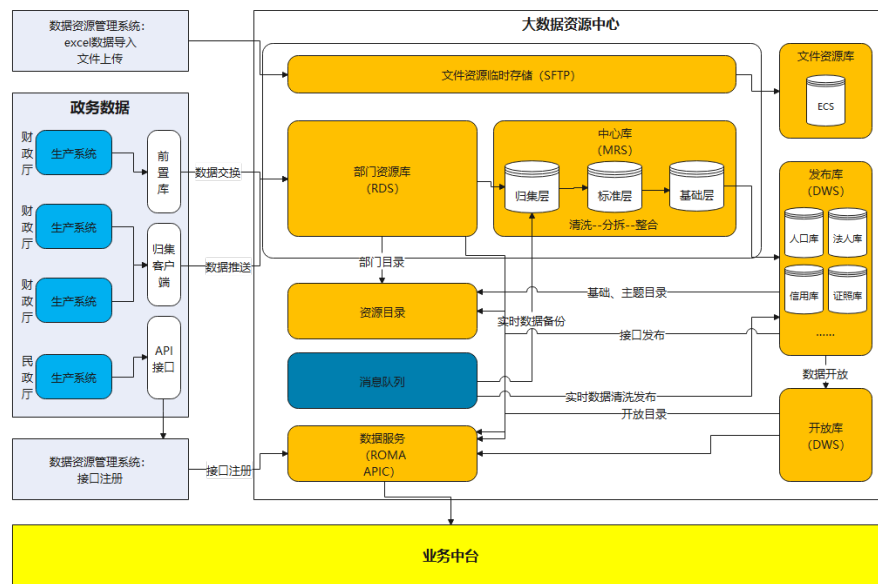 数据资源管理系统：
excel数据导入
文件上传
大数据资源中心
文件资源临时存储（SFTP）
文件资源库
ECS
政务数据
财政厅
生产系统
前置库
数据交换
财政厅
生产系统
归集客户端
数据推送
财政厅
生产系统
民政厅
生产系统
API
接口
部门资源库
（RDS）
中心库
（MRS）
归集层
标准层
基础层
清洗--分拆--整合
发布库
（DWS）
人口库
法人库
信用库
证照库
......
部门目录
资源目录
基础、主题目录
实时数据备份
接口发布
消息队列
实时数据清洗发布
数据开放
开放目录
开放库
（DWS）
数据资源管理系统：
接口注册
接口注册
数据服务
（ROMA
APIC）
业务中台